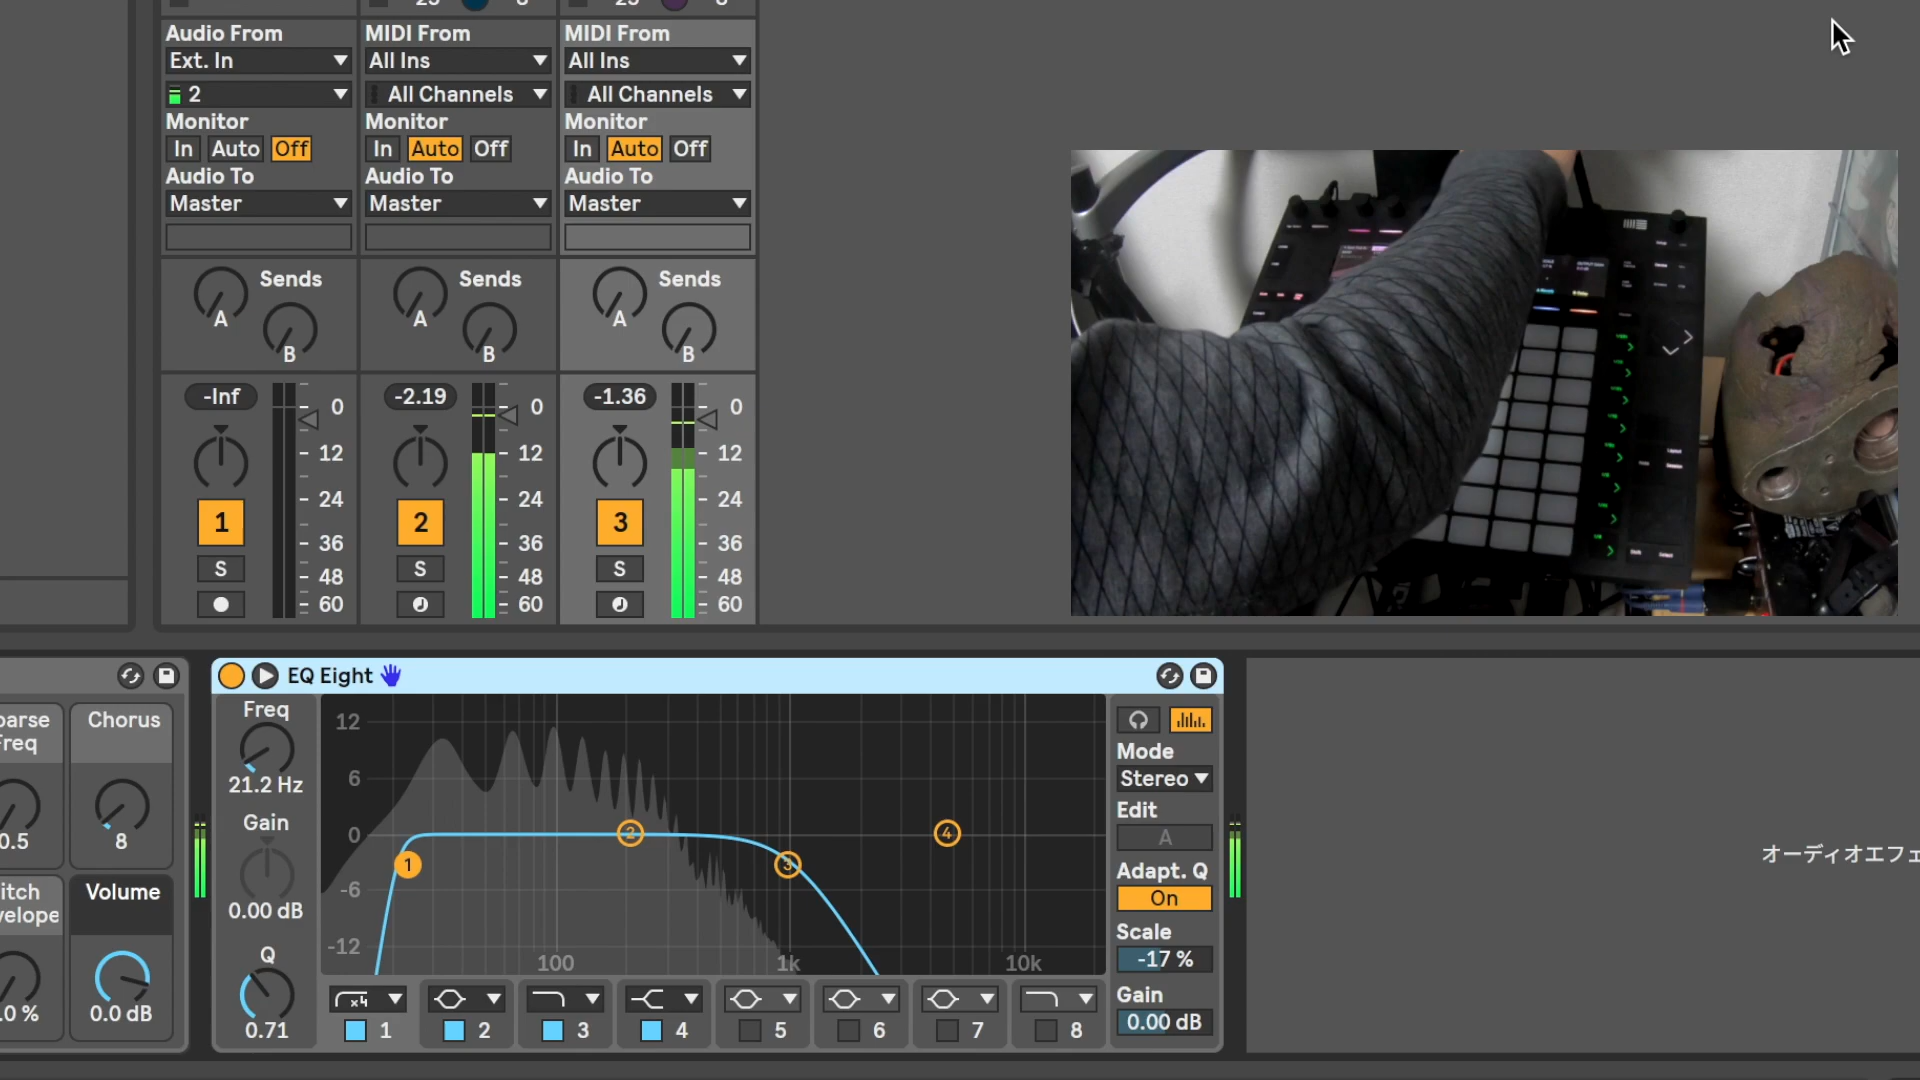 Audio From
Ext. In
2
Monitor
In Auto Off
Audio To
Master
Sends
A
B
-Inf
0
12
24
36
48
60
1
S
MIDI From
All Ins
All Channels
Monitor
In Auto Off
Audio To
Master
Sends
A
B
-2.19
0
12
24
36
48
60
2
S
MIDI From
All Ins
All Channels
Monitor
In Auto Off
Audio To
Master
Sends
A
B
-1.36
0
12
24
36
48
60
3
S
Chorus
0.5
8
Volume
0.0 dB
EQ Eight
Freq
21.2 Hz
Gain
0.00 dB
Q
0.71
12
6
0
-6
-12
100 1k 10k
1 2 3 4
x4
1 2 3 4 5 6 7 8
Mode
Stereo
Edit
A
Adapt. Q
On
Scale
-17 %
Gain
0.00 dB
オーディオエフェ